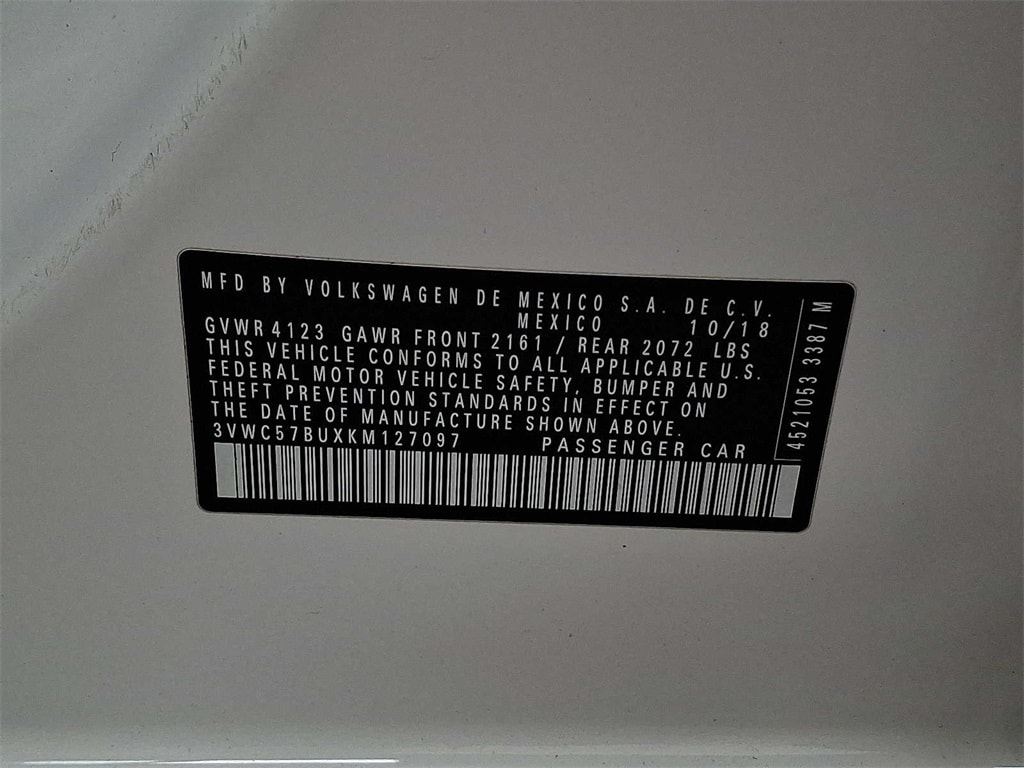 MFD BY VOLKSWAGEN DE MEXICO S.A. DE C.V.
MEXICO 10/18
GVWR 4123 GAWR FRONT 2161 / REAR 2072 LBS
THIS VEHICLE CONFORMS TO ALL APPLICABLE U.S.
FEDERAL MOTOR VEHICLE SAFETY, BUMPER AND
THEFT PREVENTION STANDARDS IN EFFECT ON
THE DATE OF MANUFACTURE SHOWN ABOVE.
3VWC57BUXKM127097 PASSENGER CAR
4521053 3387 M